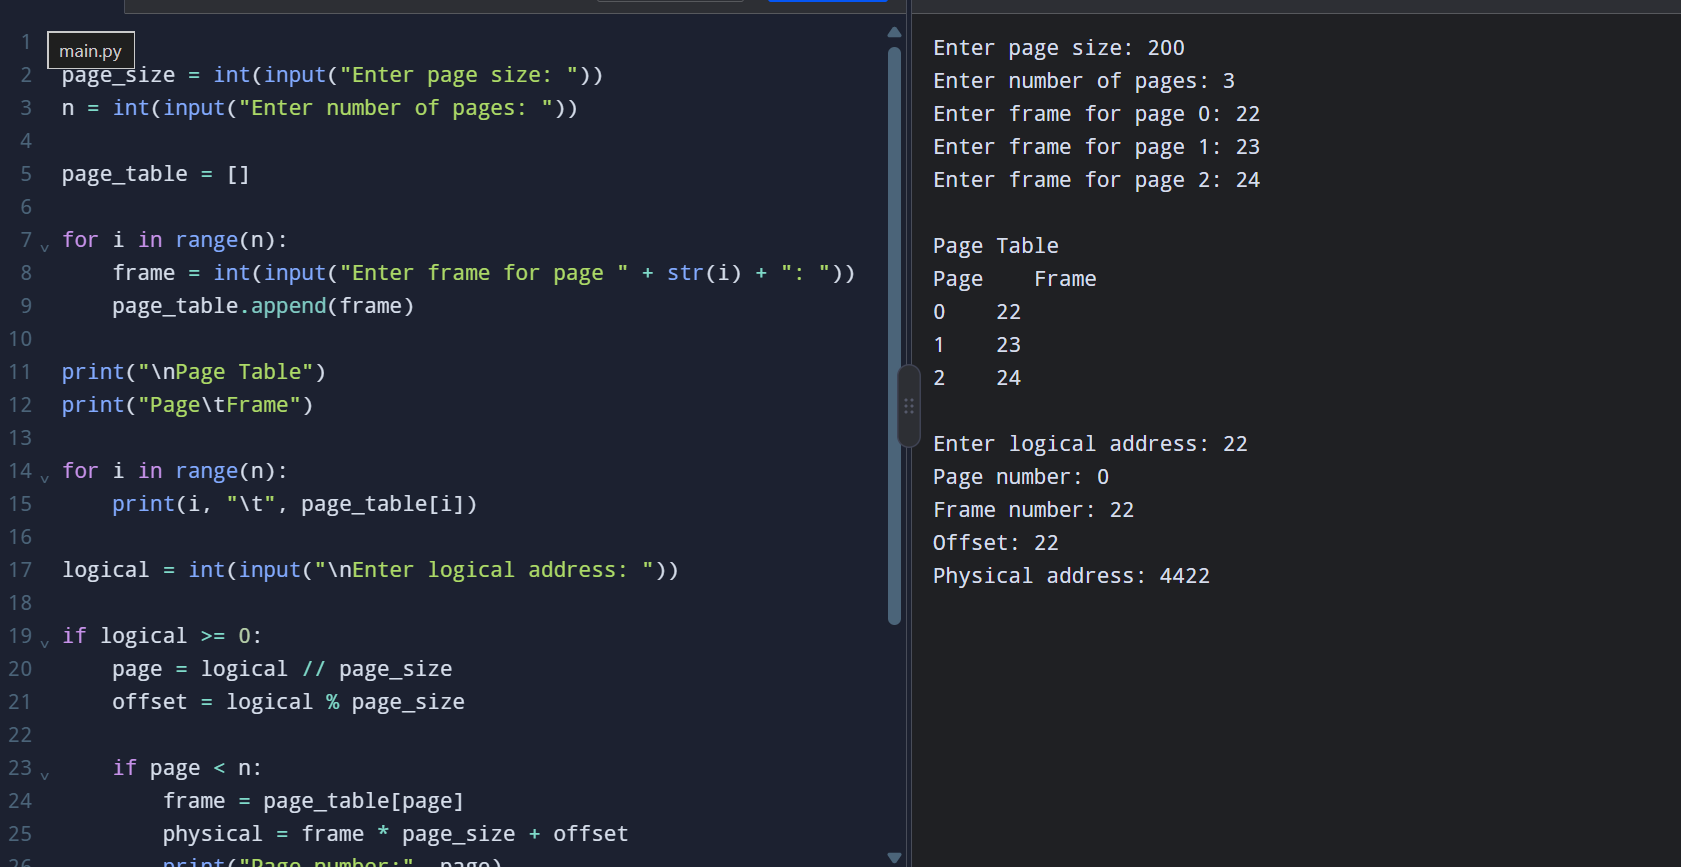 main.py
1
2 page_size = int(input("Enter page size: "))
3 n = int(input("Enter number of pages: "))
4
5 page_table = []
6
7 for i in range(n):
8     frame = int(input("Enter frame for page " + str(i) + ": "))
9     page_table.append(frame)
10
11 print("\nPage Table")
12 print("Page\tFrame")
13
14 for i in range(n):
15     print(i, "\t", page_table[i])
16
17 logical = int(input("\nEnter logical address: "))
18
19 if logical >= 0:
20     page = logical // page_size
21     offset = logical % page_size
22
23     if page < n:
24         frame = page_table[page]
25         physical = frame * page_size + offset
26         print("Page number:", page)
Enter page size: 200
Enter number of pages: 3
Enter frame for page 0: 22
Enter frame for page 1: 23
Enter frame for page 2: 24

Page Table
Page    Frame
0    22
1    23
2    24

Enter logical address: 22
Page number: 0
Frame number: 22
Offset: 22
Physical address: 4422